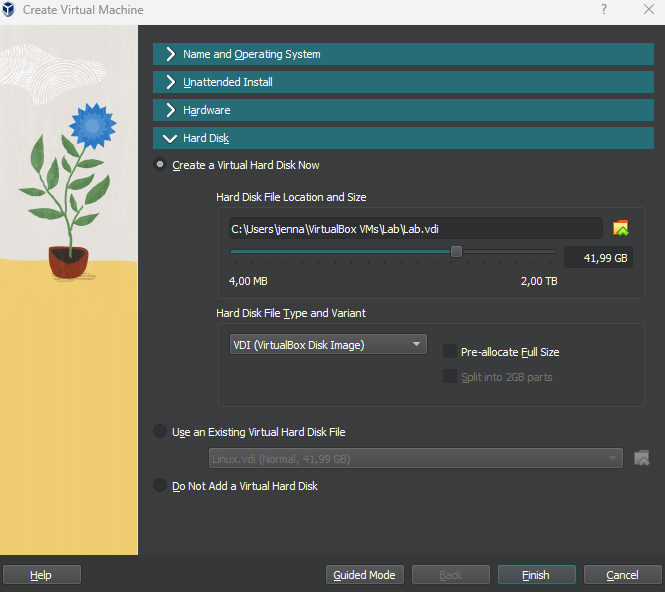 Create Virtual Machine
?
Name and Operating System
Unattended Install
Hardware
Hard Disk
Create a Virtual Hard Disk Now
Hard Disk File Location and Size
C:\Users\jenna\VirtualBox VMs\Lab\Lab.vdi
41,99 GB
4,00 MB 2,00 TB
Hard Disk File Type and Variant
VDI (VirtualBox Disk Image)
Pre-allocate Full Size
Split into 2GB parts
Use an Existing Virtual Hard Disk File
Linux.vdi (Normal, 41,99 GB)
Do Not Add a Virtual Hard Disk
Help Guided Mode Back Finish Cancel